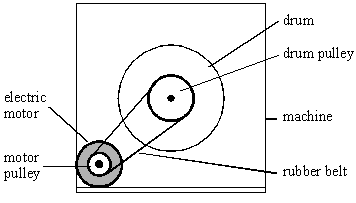 drum
drum pulley
electric
motor
machine
motor
pulley
rubber belt